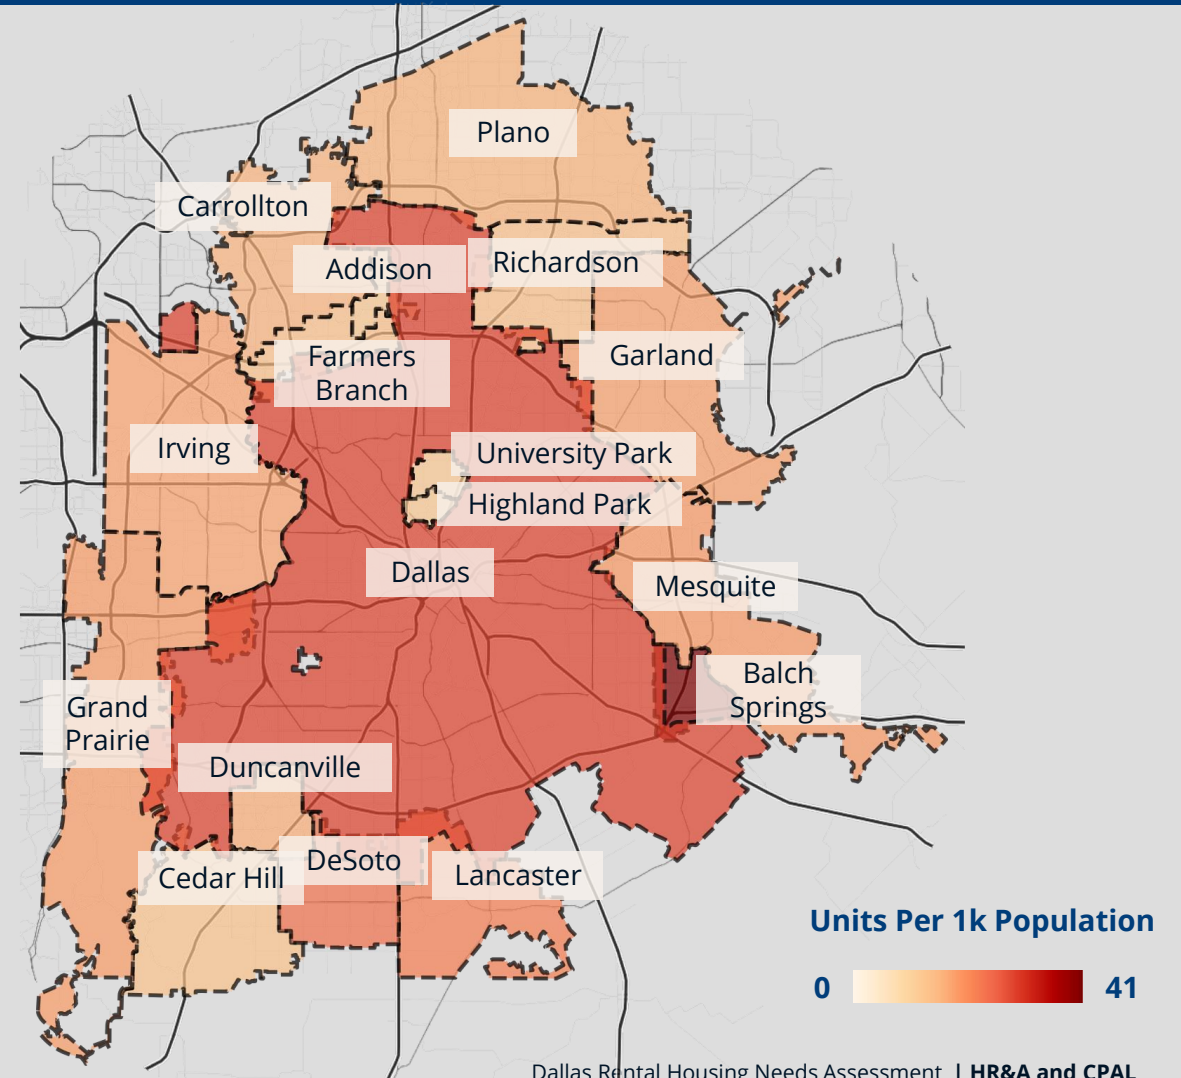 Plano
Carrollton
Addison
Richardson
Farmers
Branch
Garland
Irving
University Park
Highland Park
Dallas
Mesquite
Balch
Springs
Grand
Prairie
Duncanville
DeSoto
Cedar Hill
Lancaster
Units Per 1k Population
0
41
Dallas Rental Housing Needs Assessment | HR&A and CPAL